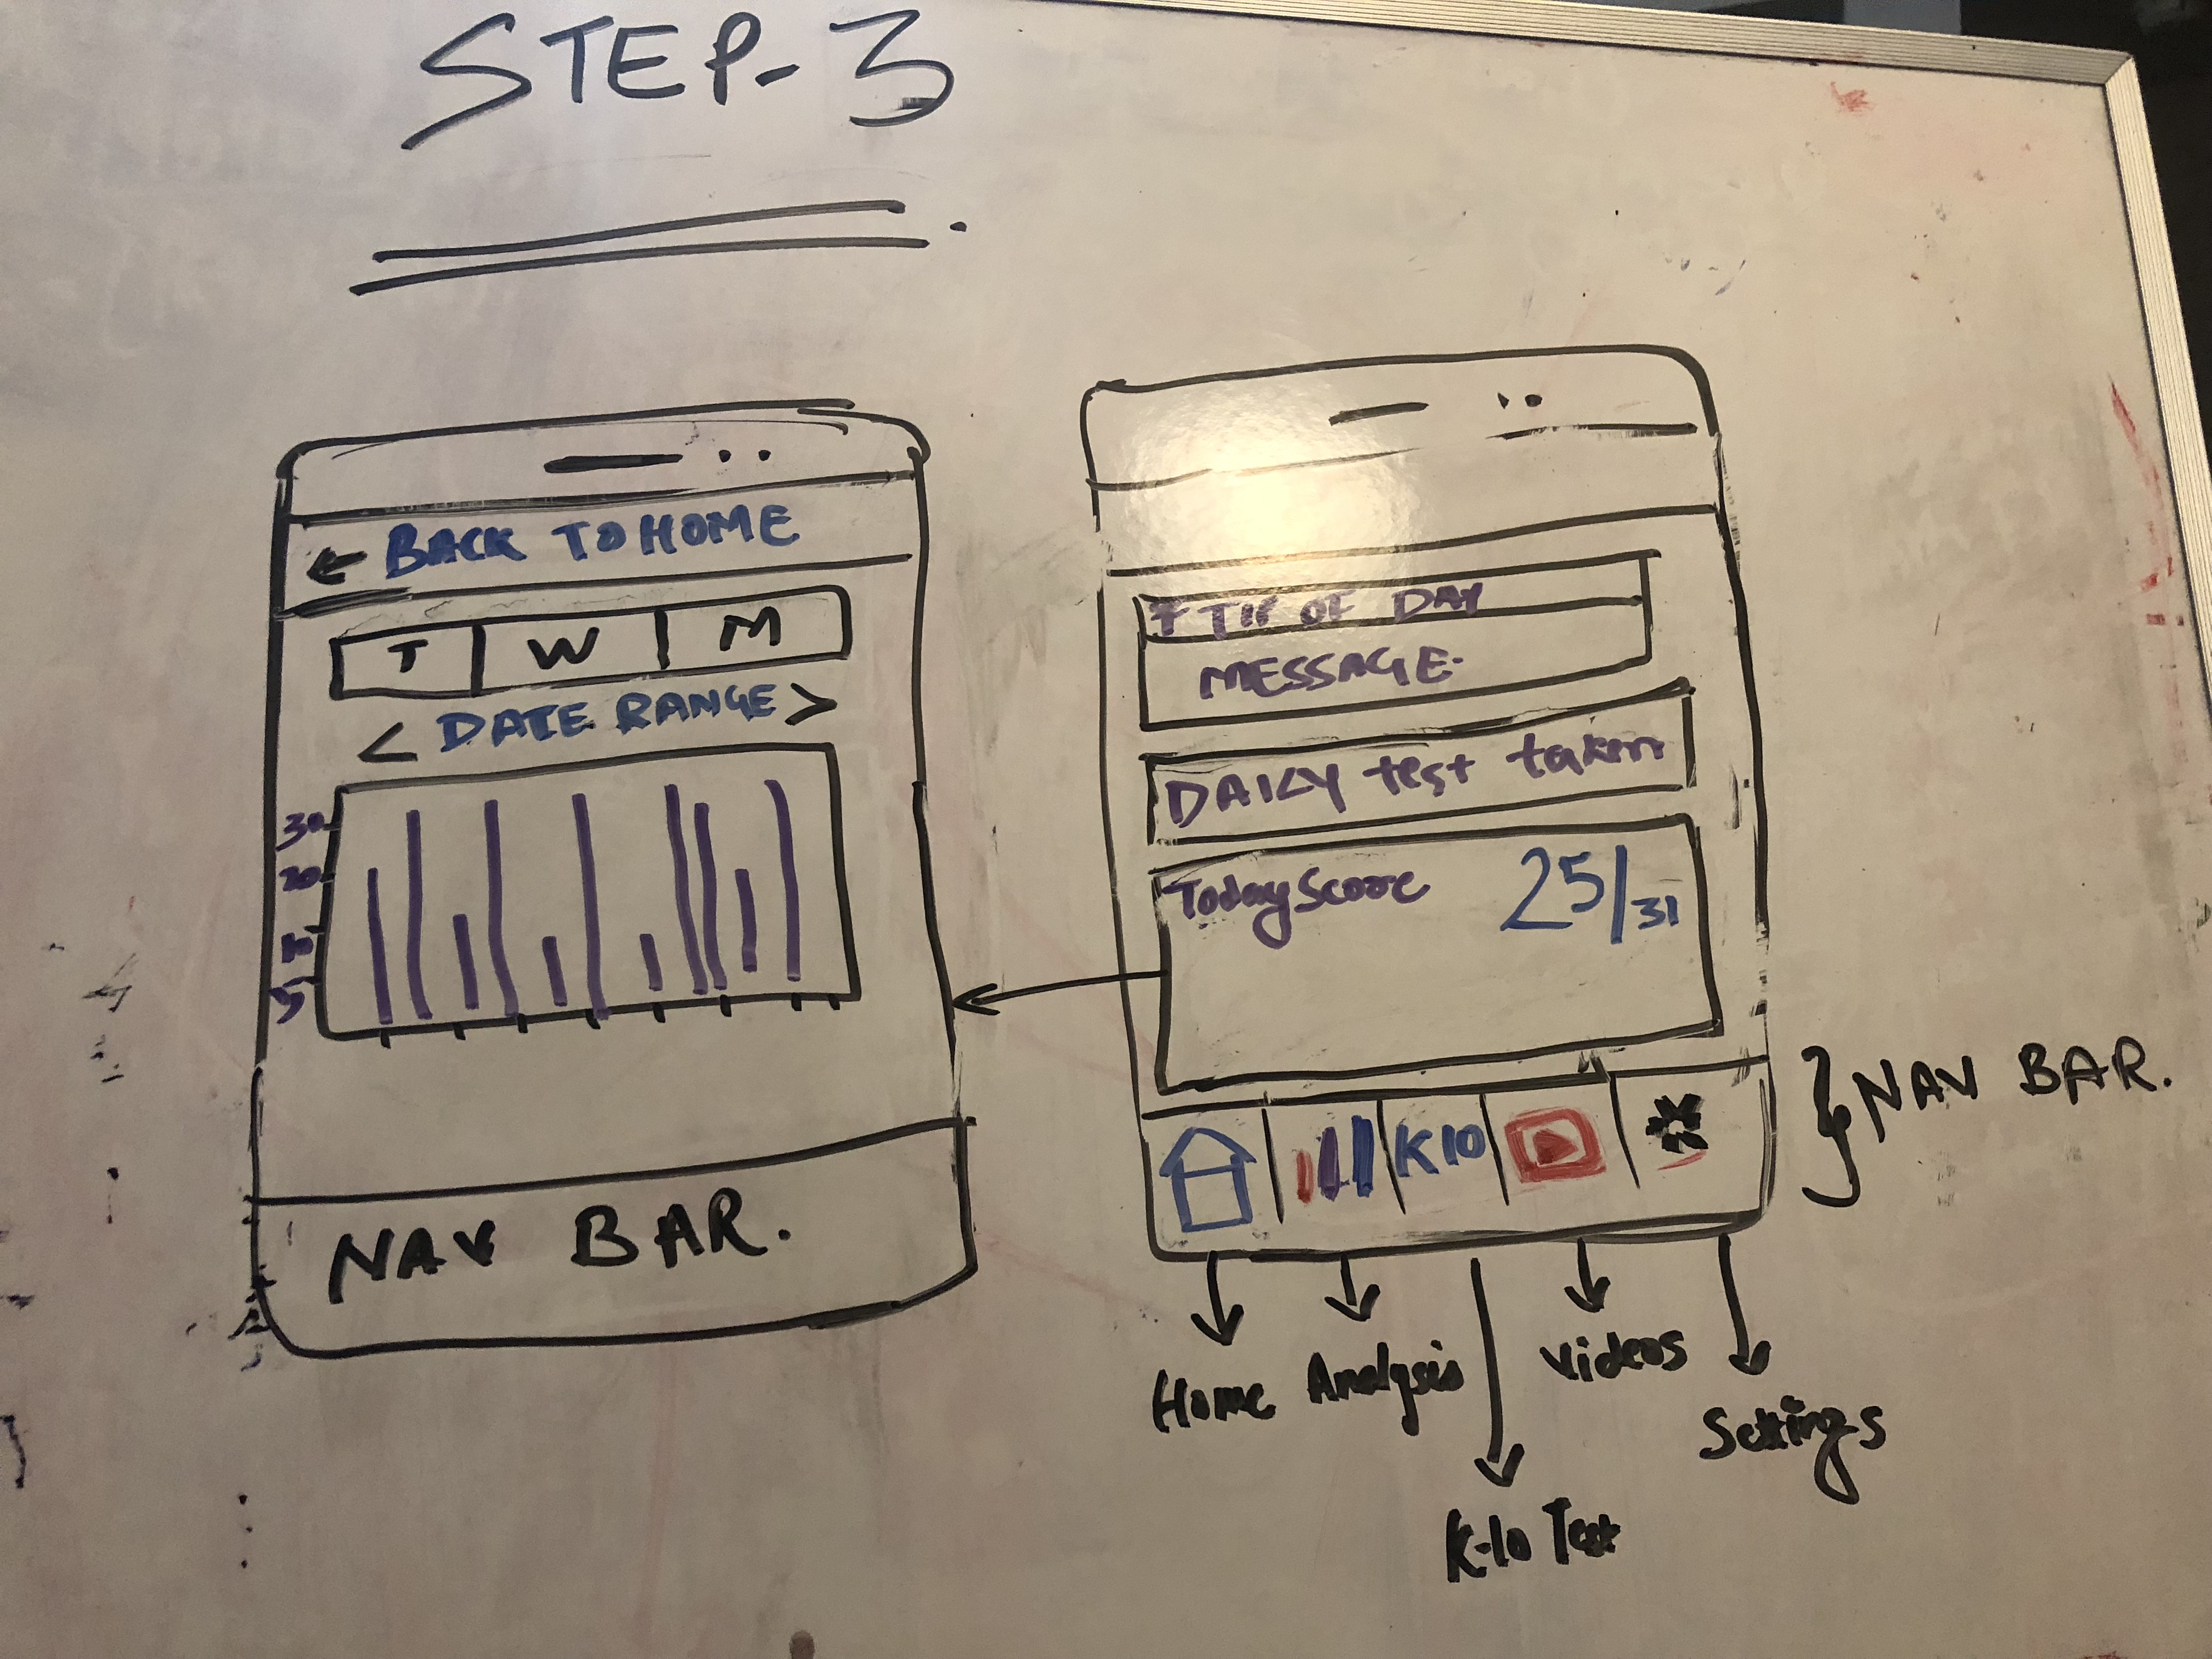 STEP-3
← BACK TO HOME
T W M
< DATE RANGE >
30
20
10
5
NAV BAR.
TIP OF DAY
MESSAGE.
DAILY test taken
Today Score 25/31
K10
NAV BAR.
Home Analysis Videos
Settings
K-10 Test